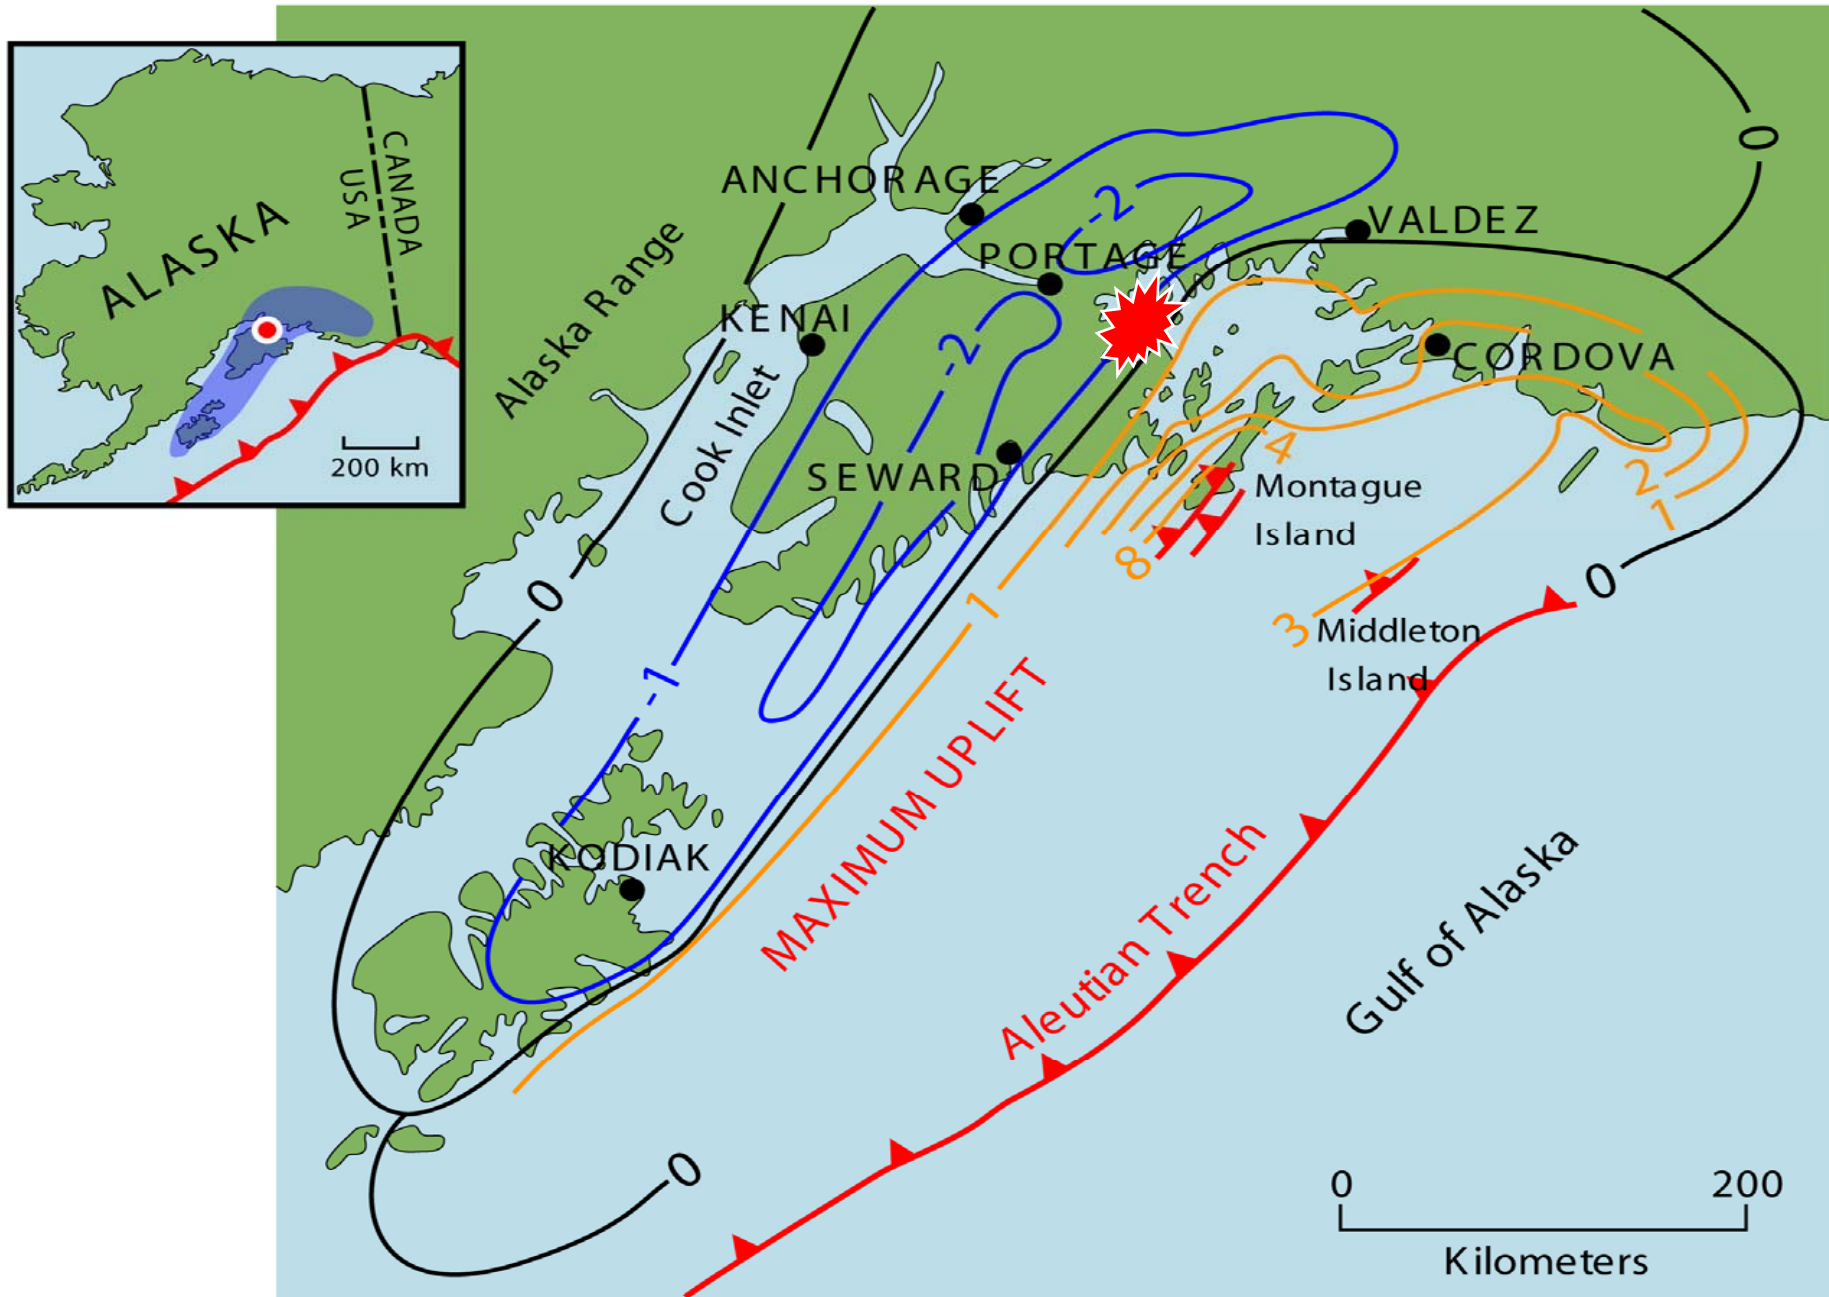 CANADA
USA
ALASKA
200 km
0
ANCHORAGE
-2
VALDEZ
PORTAGE
Alaska Range
KENAI
-2
CORDOVA
Cook Inlet
SEWARD
4
Montague
Island
2
1
8
0
0
1
3
Middleton
Island
-1
MAXIMUM UPLIFT
KODIAK
Aleutian Trench
Gulf of Alaska
0
0
200
Kilometers